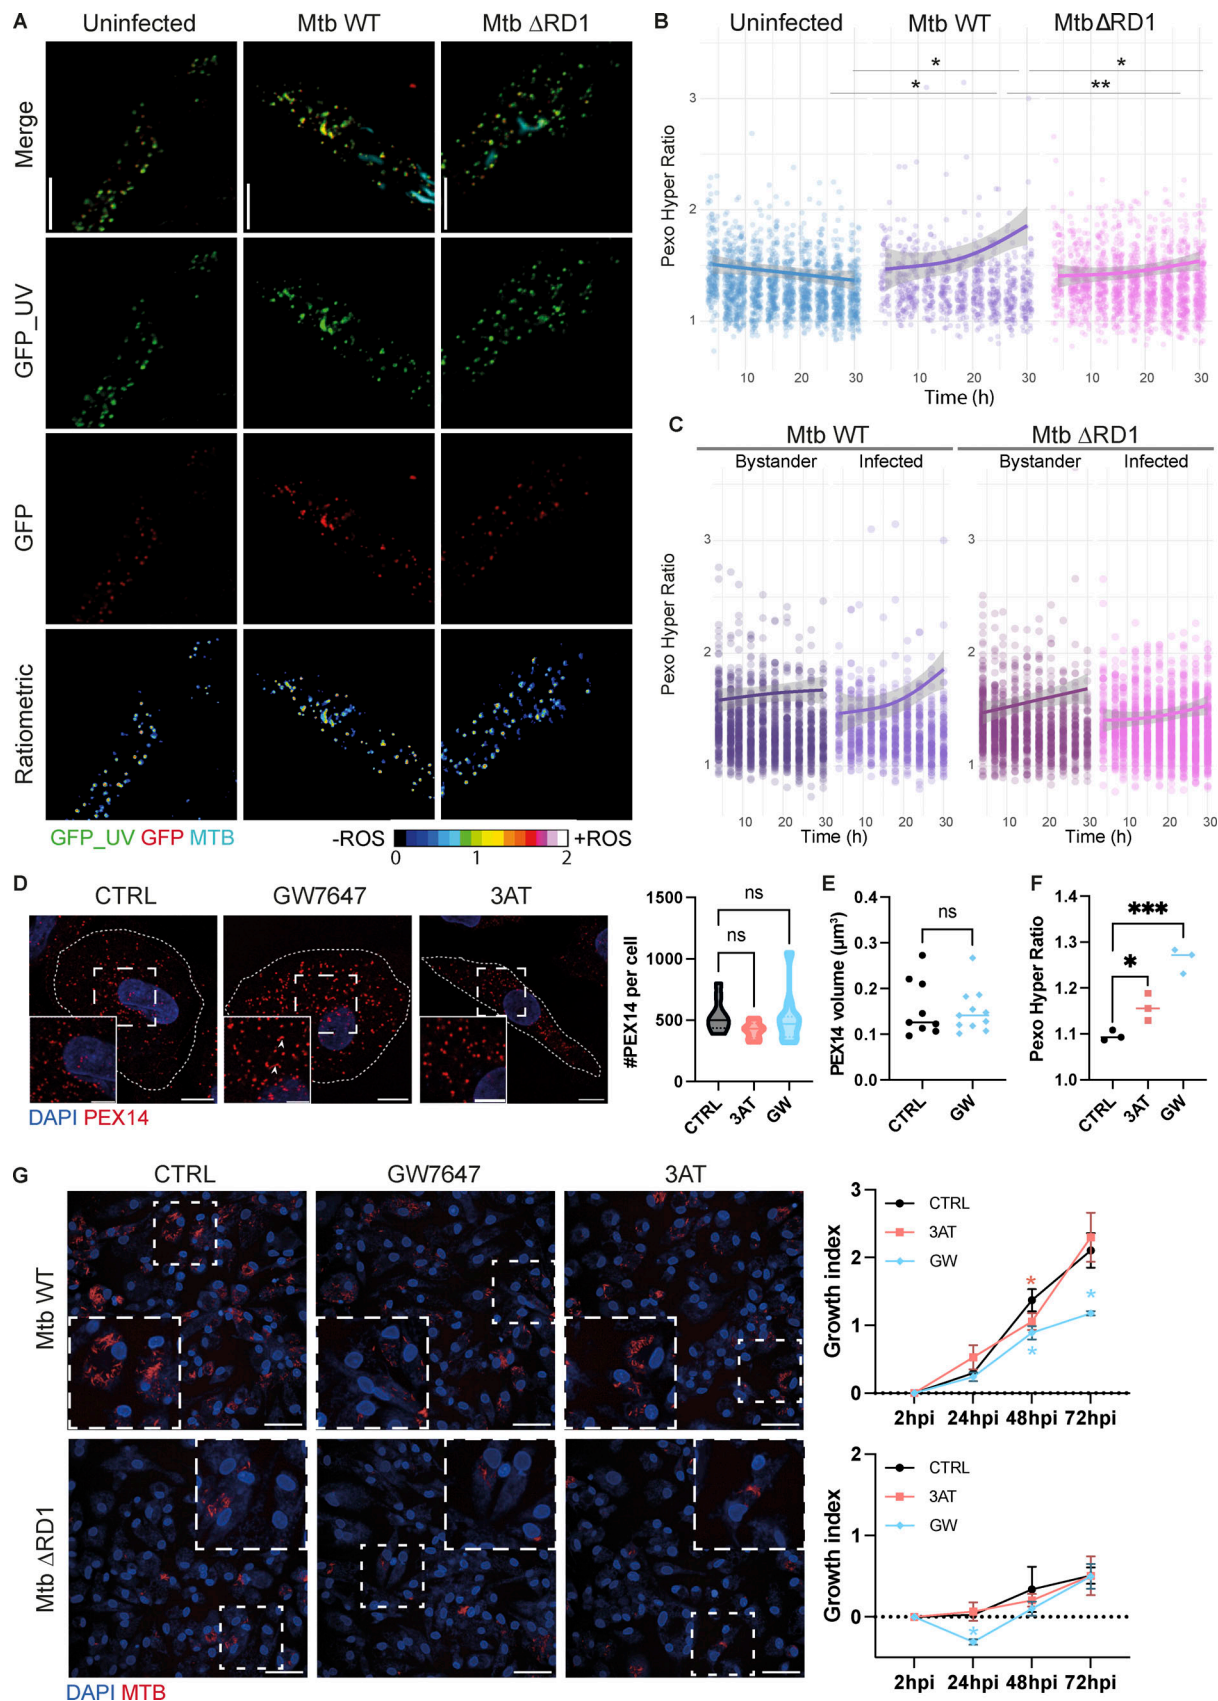 A
Uninfected
Mtb WT
Mtb ΔRD1
Merge
GFP_UV
GFP
Ratiometric
GFP_UV GFP MTB
-ROS
+ROS
0
1
2
B
Uninfected
Mtb WT
MtbΔRD1
*
*
*
**
Pexo Hyper Ratio
3
2
1
10
20
30
10
20
30
10
20
30
Time (h)
C
Mtb WT
Mtb ΔRD1
Bystander
Infected
Bystander
Infected
Pexo Hyper Ratio
3
2
1
3
2
1
10
20
30
10
20
30
10
20
30
10
20
30
Time (h)
Time (h)
D
CTRL
GW7647
3AT
DAPI PEX14
#PEX14 per cell
1500
1000
500
0
ns
ns
CTRL
3AT
GW
E
PEX14 volume (μm³)
0.4
0.3
0.2
0.1
0.0
ns
CTRL
GW
F
Pexo Hyper Ratio
1.4
1.3
1.2
1.1
1.0
***
*
CTRL
3AT
GW
G
CTRL
GW7647
3AT
Mtb WT
Mtb ΔRD1
DAPI MTB
Growth index
3
2
1
0
CTRL
3AT
GW
*
*
*
2hpi
24hpi
48hpi
72hpi
Growth index
2
1
0
CTRL
3AT
GW
*
2hpi
24hpi
48hpi
72hpi